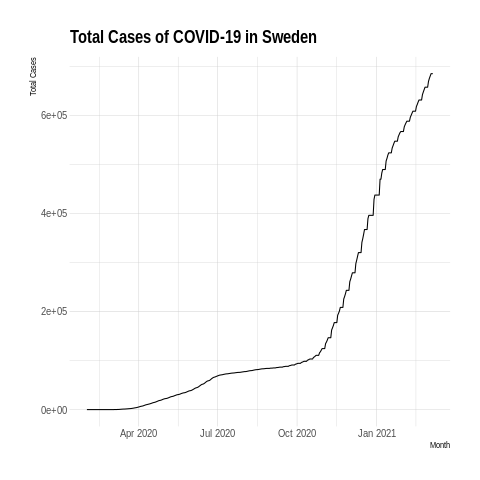 Total Cases of COVID-19 in Sweden
Total Cases
6e+05
4e+05
2e+05
0e+00
Apr 2020 Jul 2020 Oct 2020 Jan 2021
Month